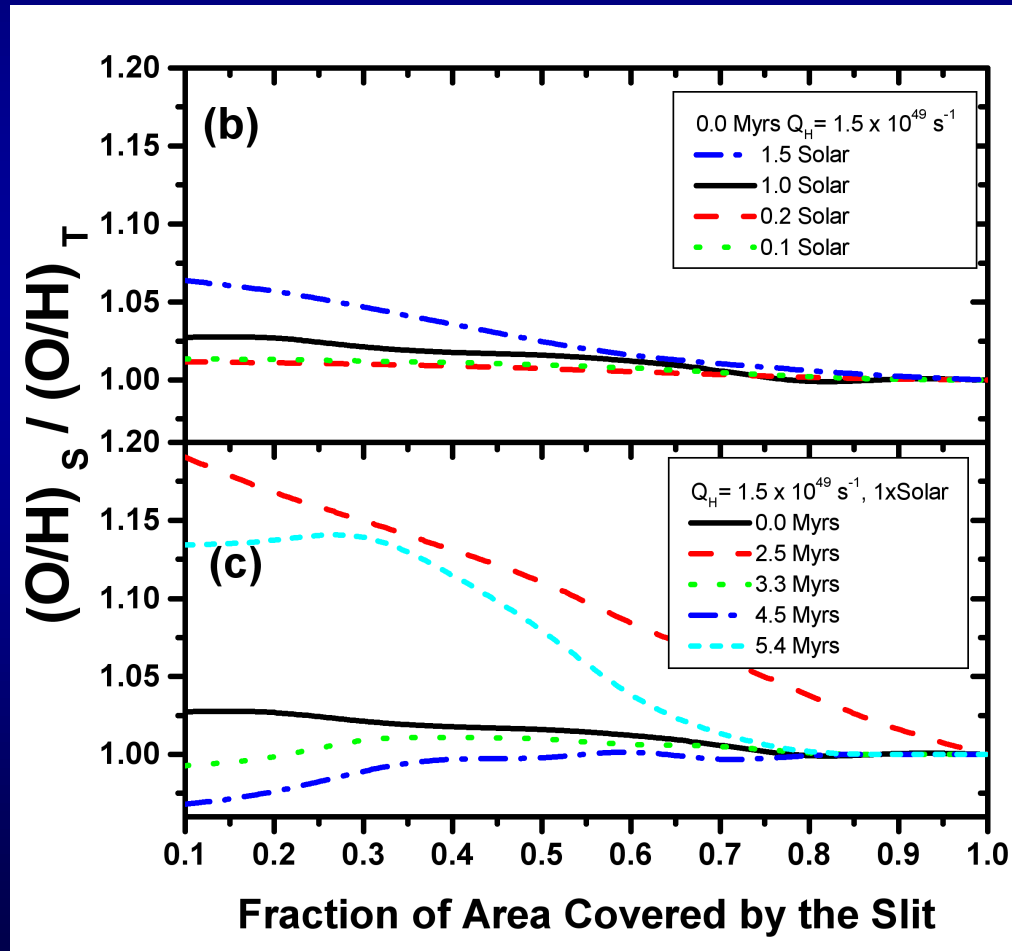 (b)
0.0 Myrs Q_H = 1.5 x 10^49 s^-1
1.5 Solar
1.0 Solar
0.2 Solar
0.1 Solar
1.20
1.15
1.10
1.05
1.00
(O/H)_S / (O/H)_T
(c)
Q_H = 1.5 x 10^49 s^-1, 1xSolar
0.0 Myrs
2.5 Myrs
3.3 Myrs
4.5 Myrs
5.4 Myrs
1.20
1.15
1.10
1.05
1.00
0.1 0.2 0.3 0.4 0.5 0.6 0.7 0.8 0.9 1.0
Fraction of Area Covered by the Slit